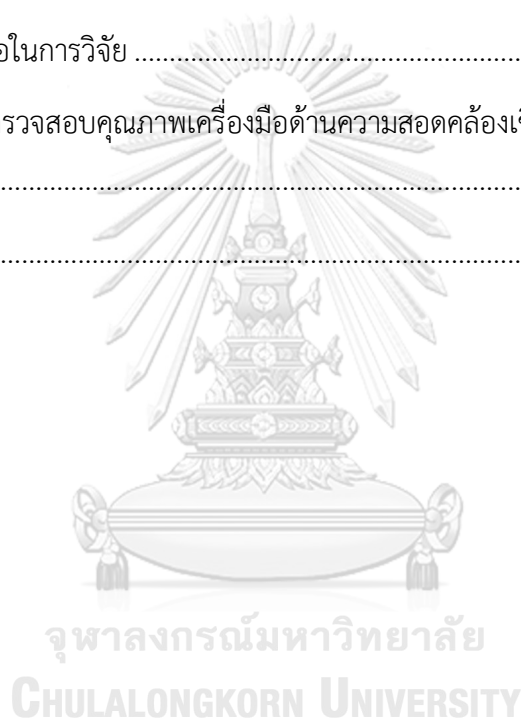 อในการวิจัย ........................................................
รวจสอบคุณภาพเครื่องมือด้านความสอดคล้องเชิ
........................................................................................
........................................................................................
จุฬาลงกรณ์มหาวิทยาลัย
CHULALONGKORN UNIVERSITY